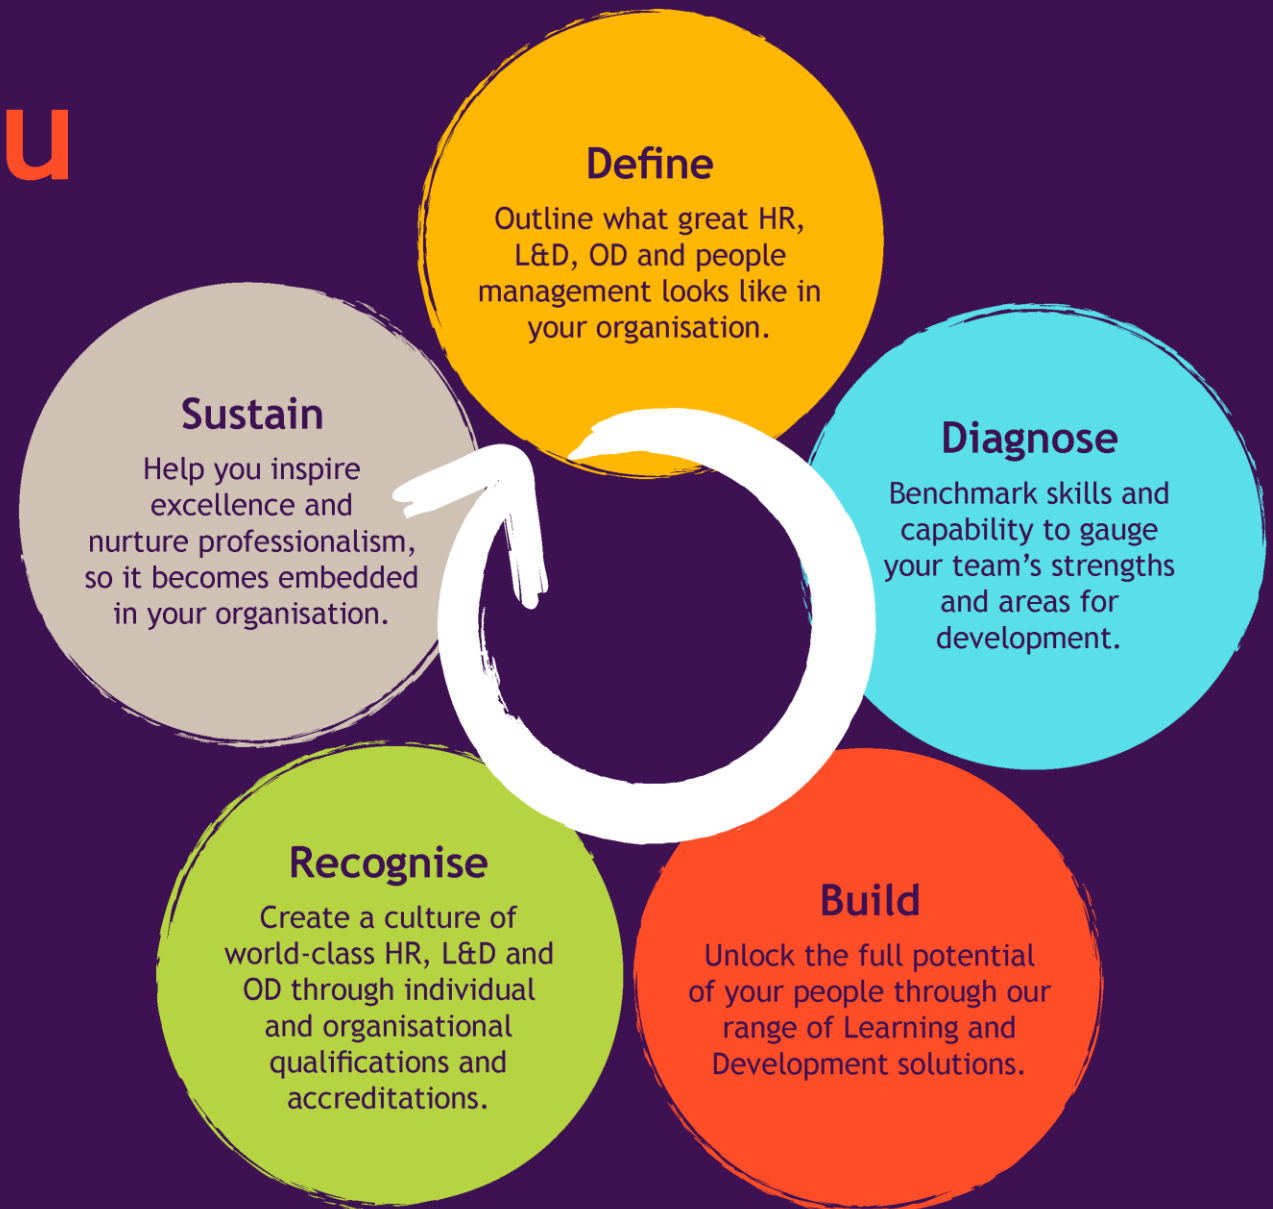 u
Define
Outline what great HR,
L&D, OD and people
management looks like in
your organisation.
Diagnose
Benchmark skills and
capability to gauge
your team’s strengths
and areas for
development.
Build
Unlock the full potential
of your people through our
range of Learning and
Development solutions.
Recognise
Create a culture of
world-class HR, L&D and
OD through individual
and organisational
qualifications and
accreditations.
Sustain
Help you inspire
excellence and
nurture professionalism,
so it becomes embedded
in your organisation.